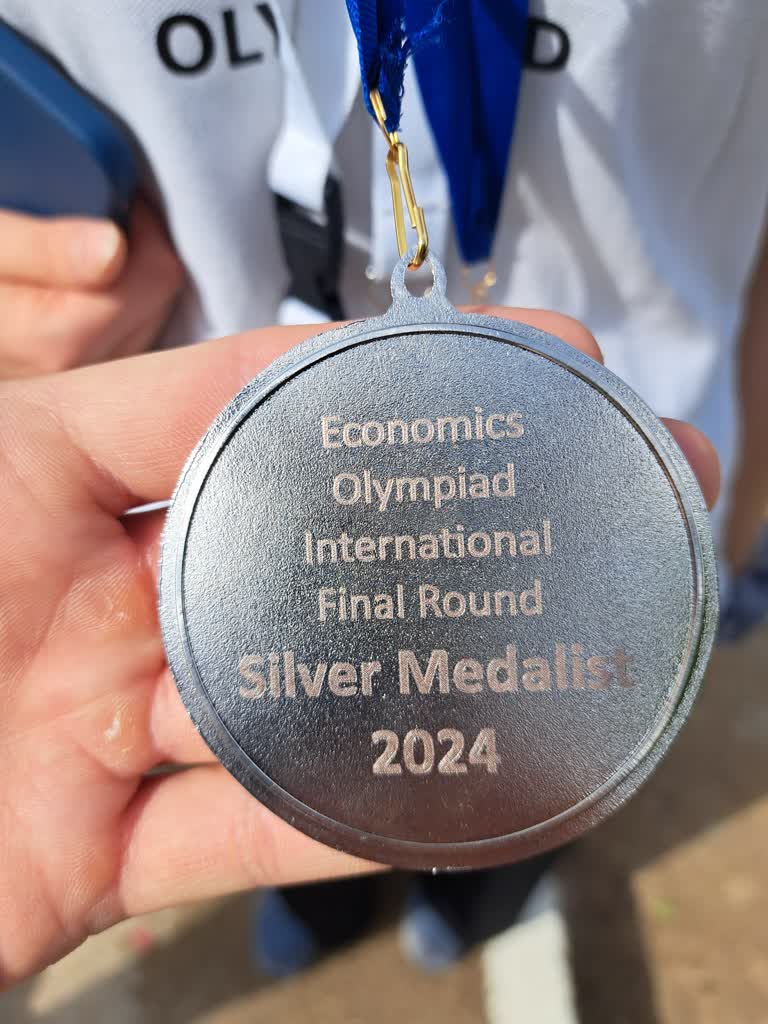 Economics
Olympiad
International
Final Round
Silver Medalist
2024